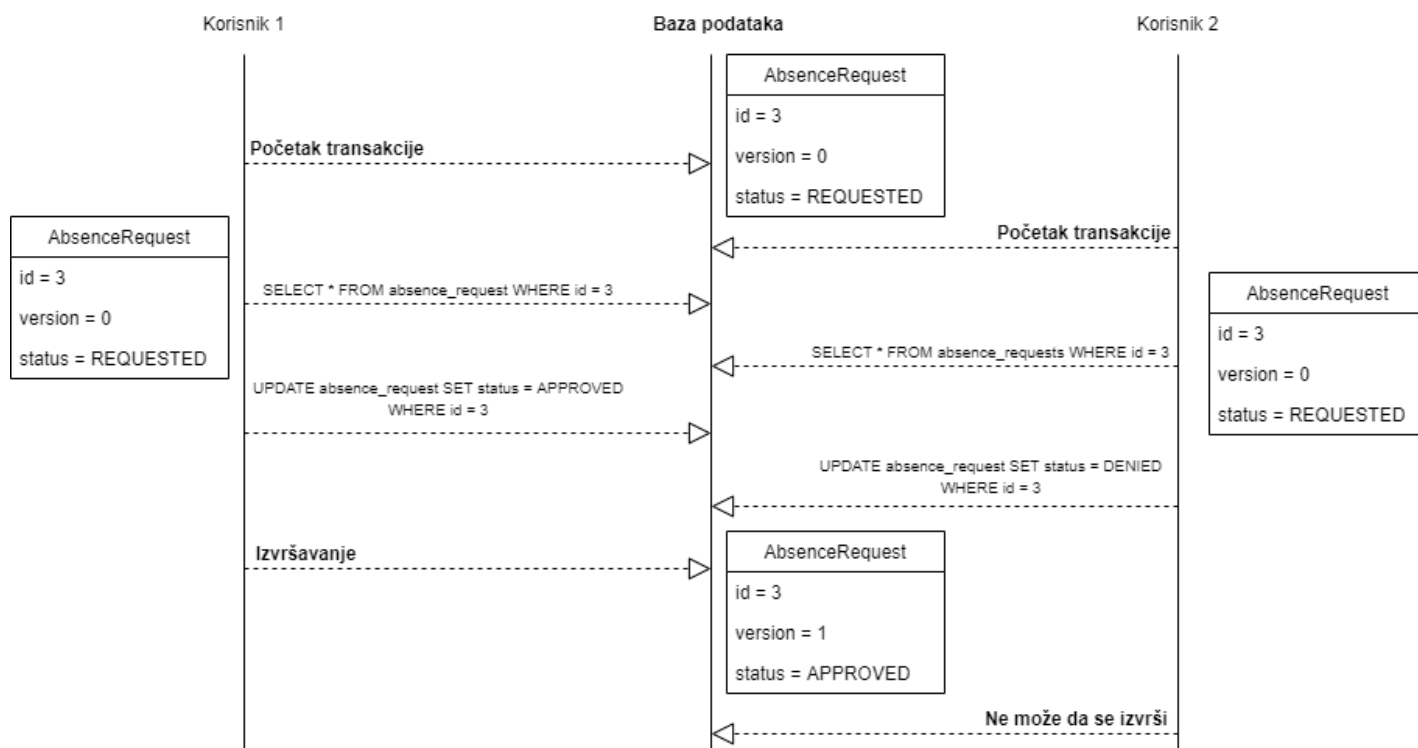 Korisnik 1
Baza podataka
Korisnik 2
AbsenceRequest
id = 3
version = 0
status = REQUESTED
Početak transakcije
Početak transakcije
AbsenceRequest
id = 3
version = 0
status = REQUESTED
SELECT * FROM absence_request WHERE id = 3
AbsenceRequest
id = 3
version = 0
status = REQUESTED
SELECT * FROM absence_requests WHERE id = 3
UPDATE absence_request SET status = APPROVED
WHERE id = 3
UPDATE absence_request SET status = DENIED
WHERE id = 3
Izvršavanje
AbsenceRequest
id = 3
version = 1
status = APPROVED
Ne može da se izvrši